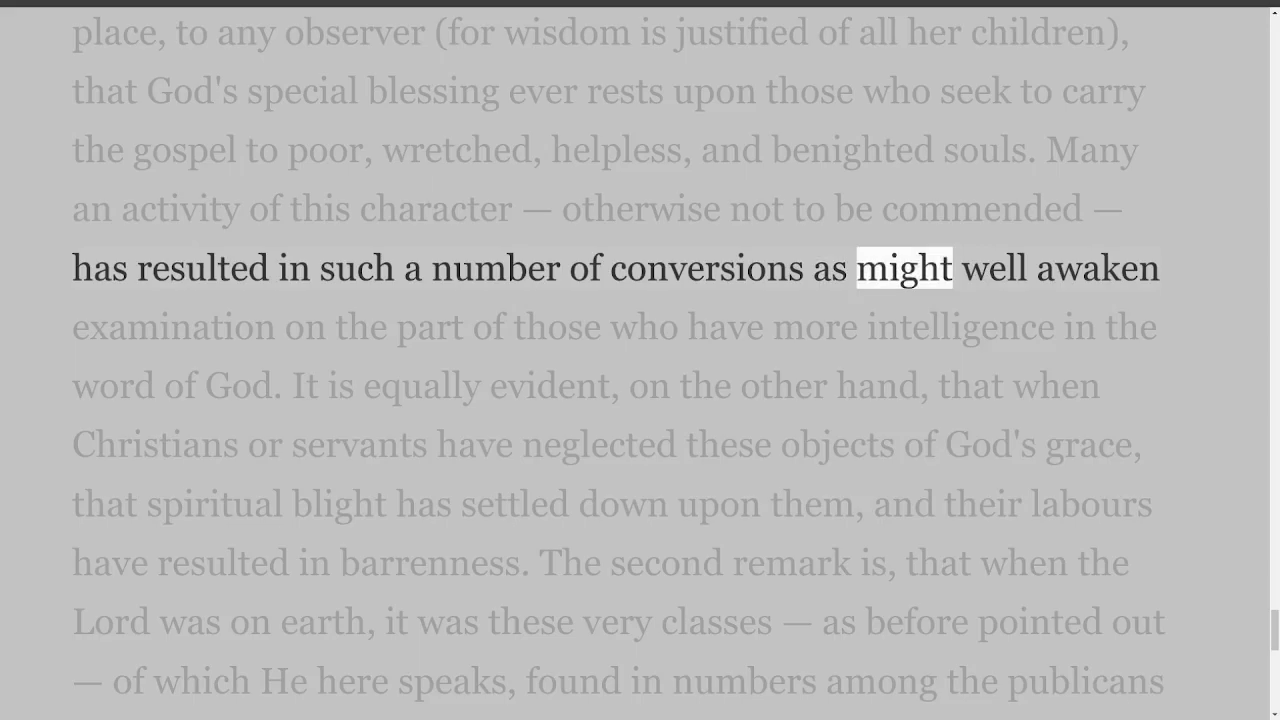 place, to any observer (for wisdom is justified of all her children),
that God's special blessing ever rests upon those who seek to carry
the gospel to poor, wretched, helpless, and benighted souls. Many
an activity of this character — otherwise not to be commended —
has resulted in such a number of conversions as might well awaken
examination on the part of those who have more intelligence in the
word of God. It is equally evident, on the other hand, that when
Christians or servants have neglected these objects of God's grace,
that spiritual blight has settled down upon them, and their labours
have resulted in barrenness. The second remark is, that when the
Lord was on earth, it was these very classes — as before pointed out
— of which He here speaks, found in numbers among the publicans